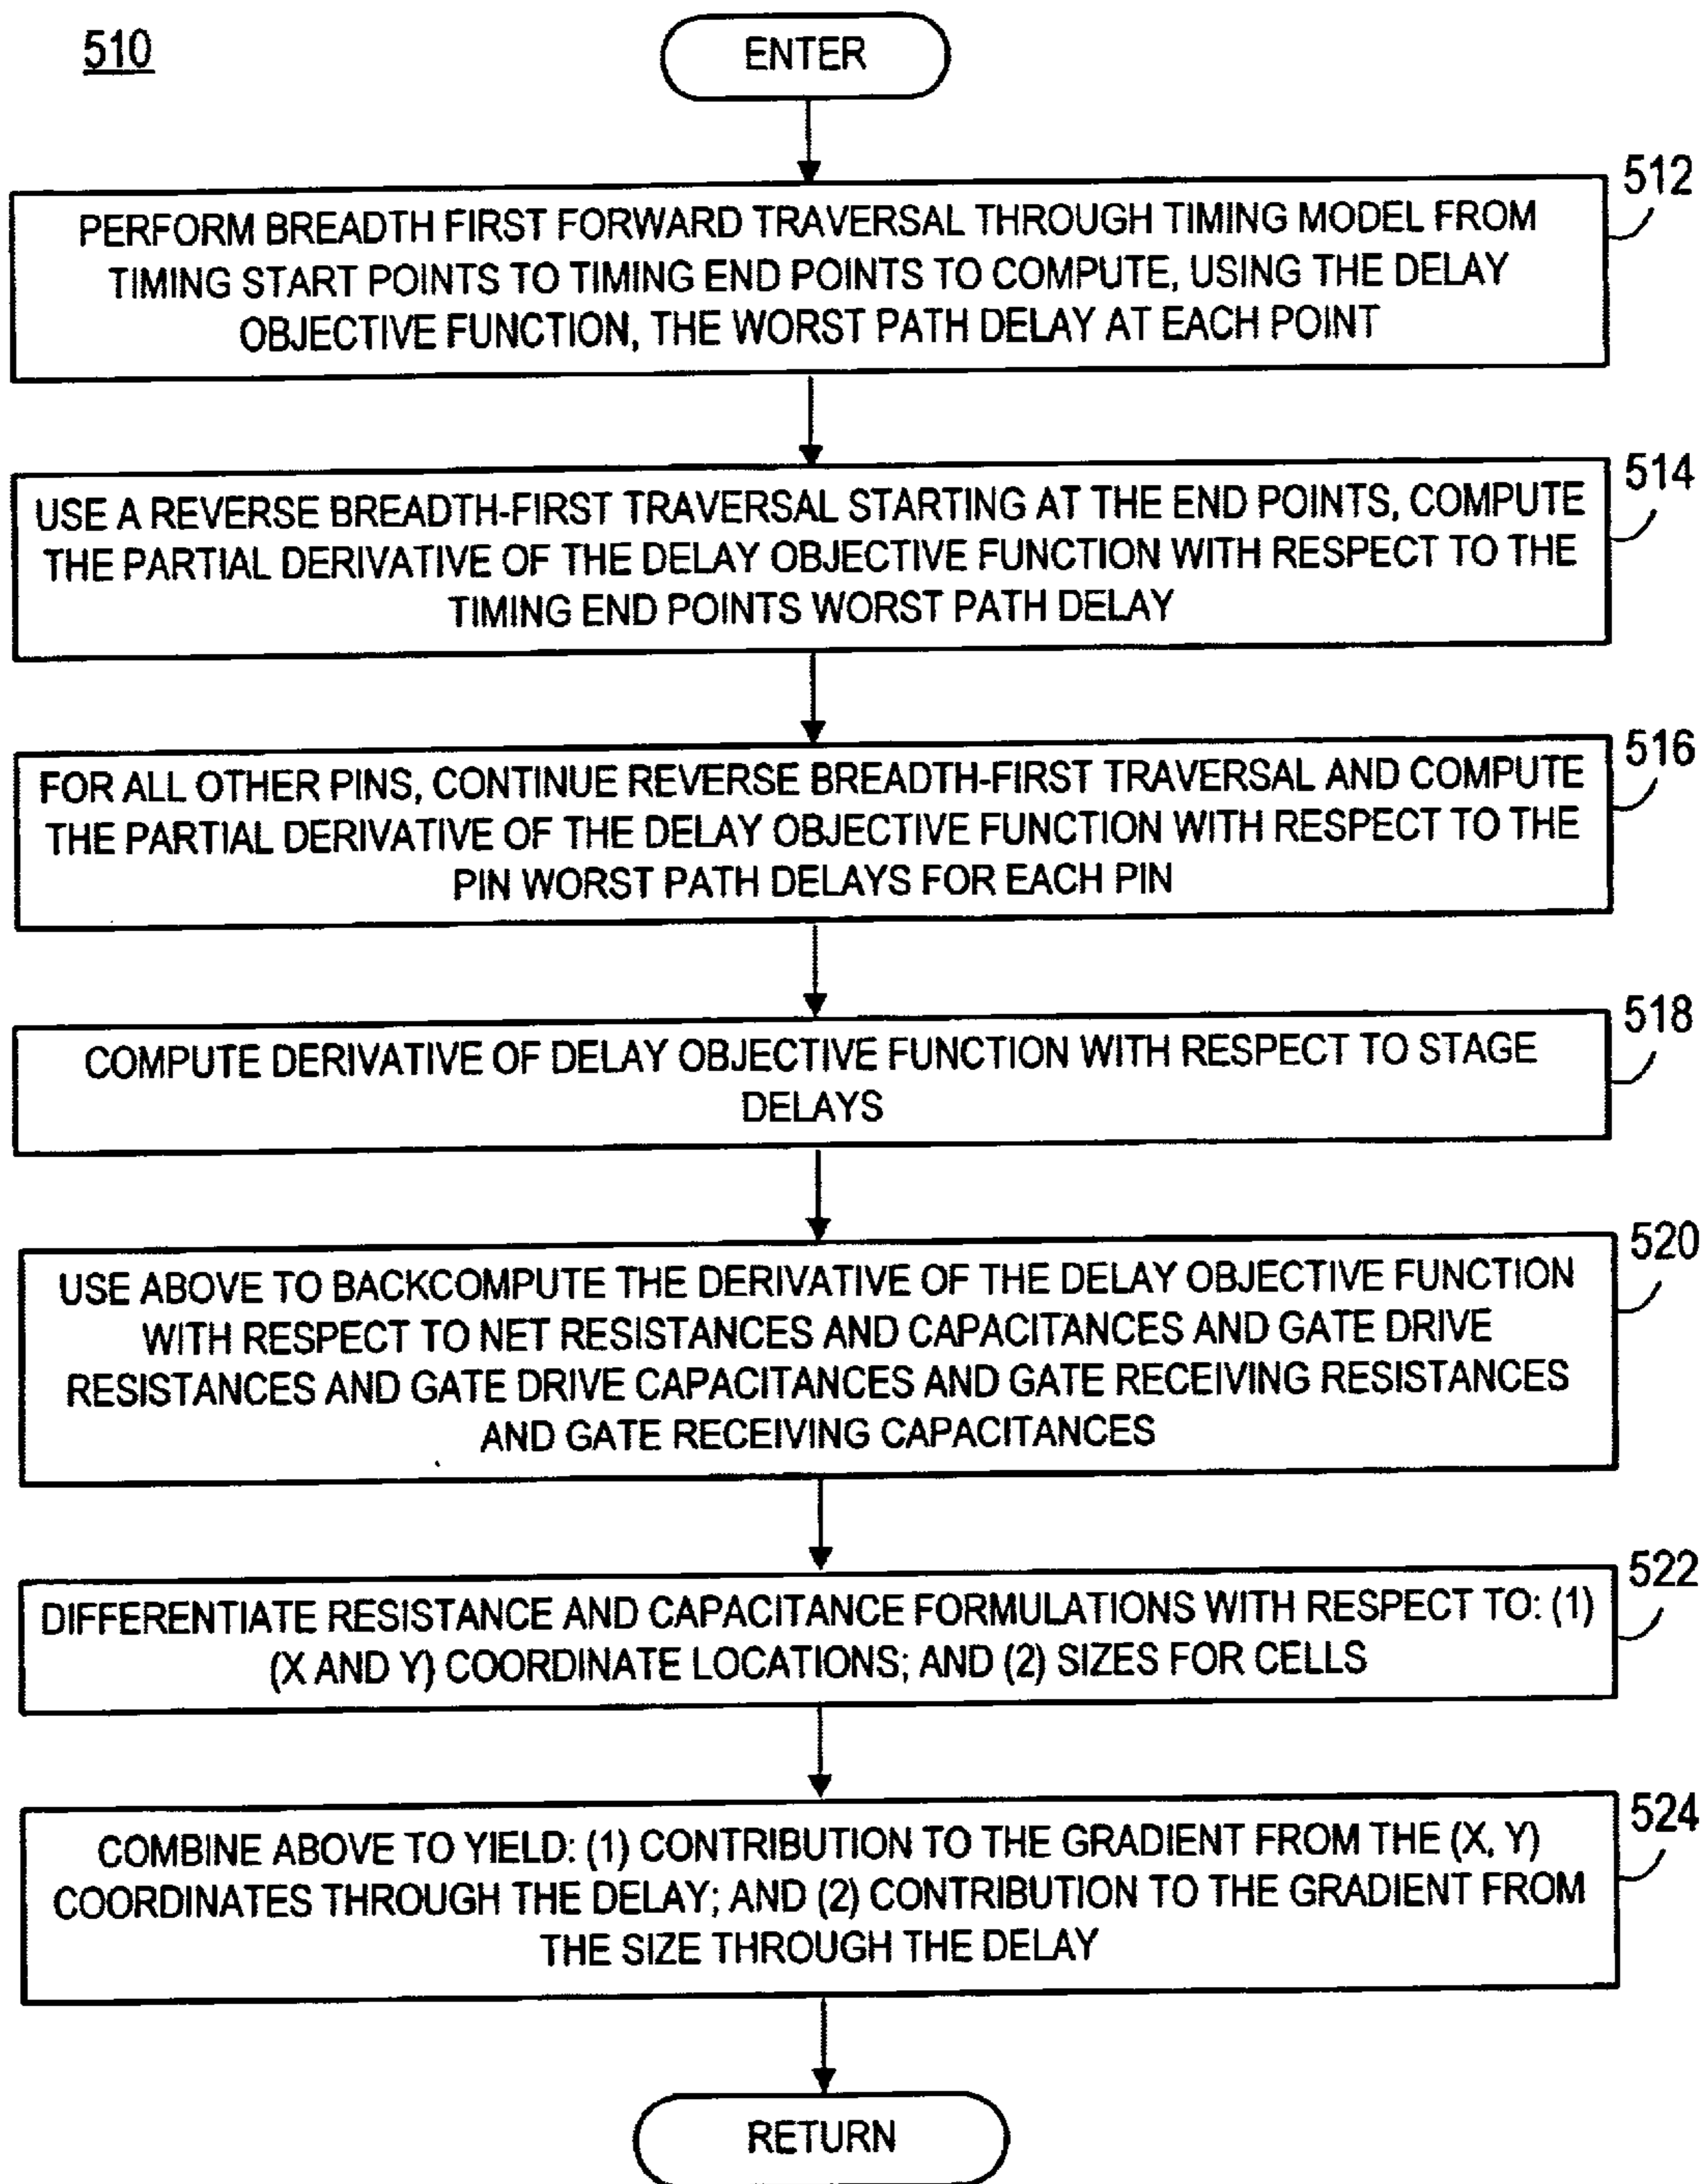 510
ENTER
512
PERFORM BREADTH FIRST FORWARD TRAVERSAL THROUGH TIMING MODEL FROM
TIMING START POINTS TO TIMING END POINTS TO COMPUTE, USING THE DELAY
OBJECTIVE FUNCTION, THE WORST PATH DELAY AT EACH POINT
514
USE A REVERSE BREADTH-FIRST TRAVERSAL STARTING AT THE END POINTS, COMPUTE
THE PARTIAL DERIVATIVE OF THE DELAY OBJECTIVE FUNCTION WITH RESPECT TO THE
TIMING END POINTS WORST PATH DELAY
516
FOR ALL OTHER PINS, CONTINUE REVERSE BREADTH-FIRST TRAVERSAL AND COMPUTE
THE PARTIAL DERIVATIVE OF THE DELAY OBJECTIVE FUNCTION WITH RESPECT TO THE
PIN WORST PATH DELAYS FOR EACH PIN
518
COMPUTE DERIVATIVE OF DELAY OBJECTIVE FUNCTION WITH RESPECT TO STAGE
DELAYS
520
USE ABOVE TO BACKCOMPUTE THE DERIVATIVE OF THE DELAY OBJECTIVE FUNCTION
WITH RESPECT TO NET RESISTANCES AND CAPACITANCES AND GATE DRIVE
RESISTANCES AND GATE DRIVE CAPACITANCES AND GATE RECEIVING RESISTANCES
AND GATE RECEIVING CAPACITANCES
522
DIFFERENTIATE RESISTANCE AND CAPACITANCE FORMULATIONS WITH RESPECT TO: (1)
(X AND Y) COORDINATE LOCATIONS; AND (2) SIZES FOR CELLS
524
COMBINE ABOVE TO YIELD: (1) CONTRIBUTION TO THE GRADIENT FROM THE (X, Y)
COORDINATES THROUGH THE DELAY; AND (2) CONTRIBUTION TO THE GRADIENT FROM
THE SIZE THROUGH THE DELAY
RETURN